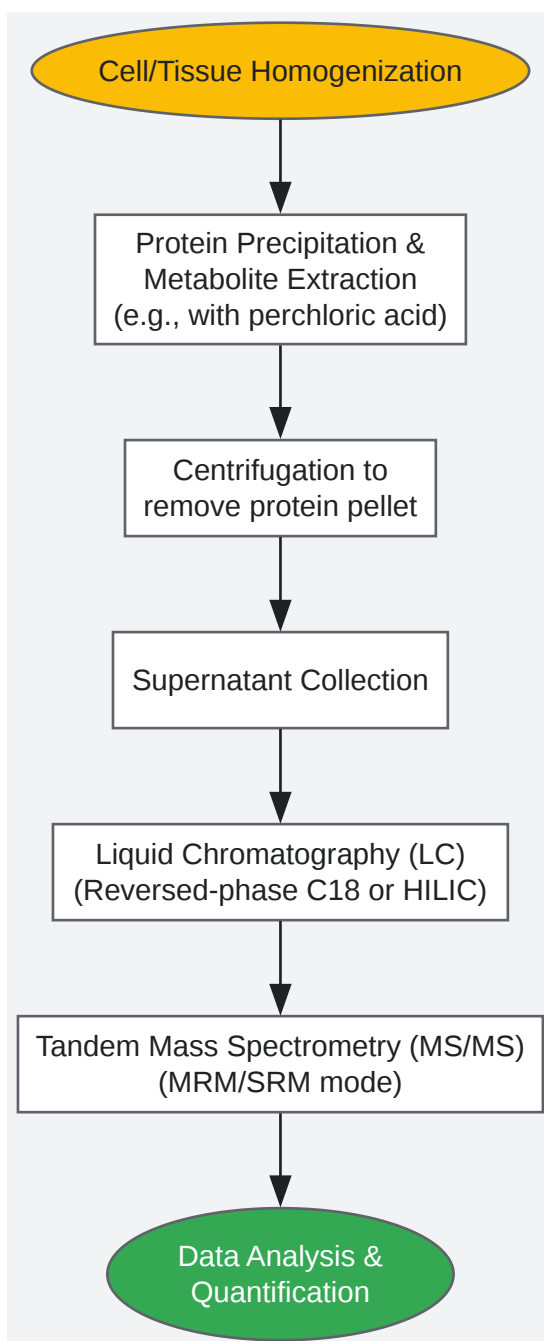 Cell/Tissue Homogenization
Protein Precipitation &
Metabolite Extraction
(e.g., with perchloric acid)
Centrifugation to
remove protein pellet
Supernatant Collection
Liquid Chromatography (LC)
(Reversed-phase C18 or HILIC)
Tandem Mass Spectrometry (MS/MS)
(MRM/SRM mode)
Data Analysis &
Quantification